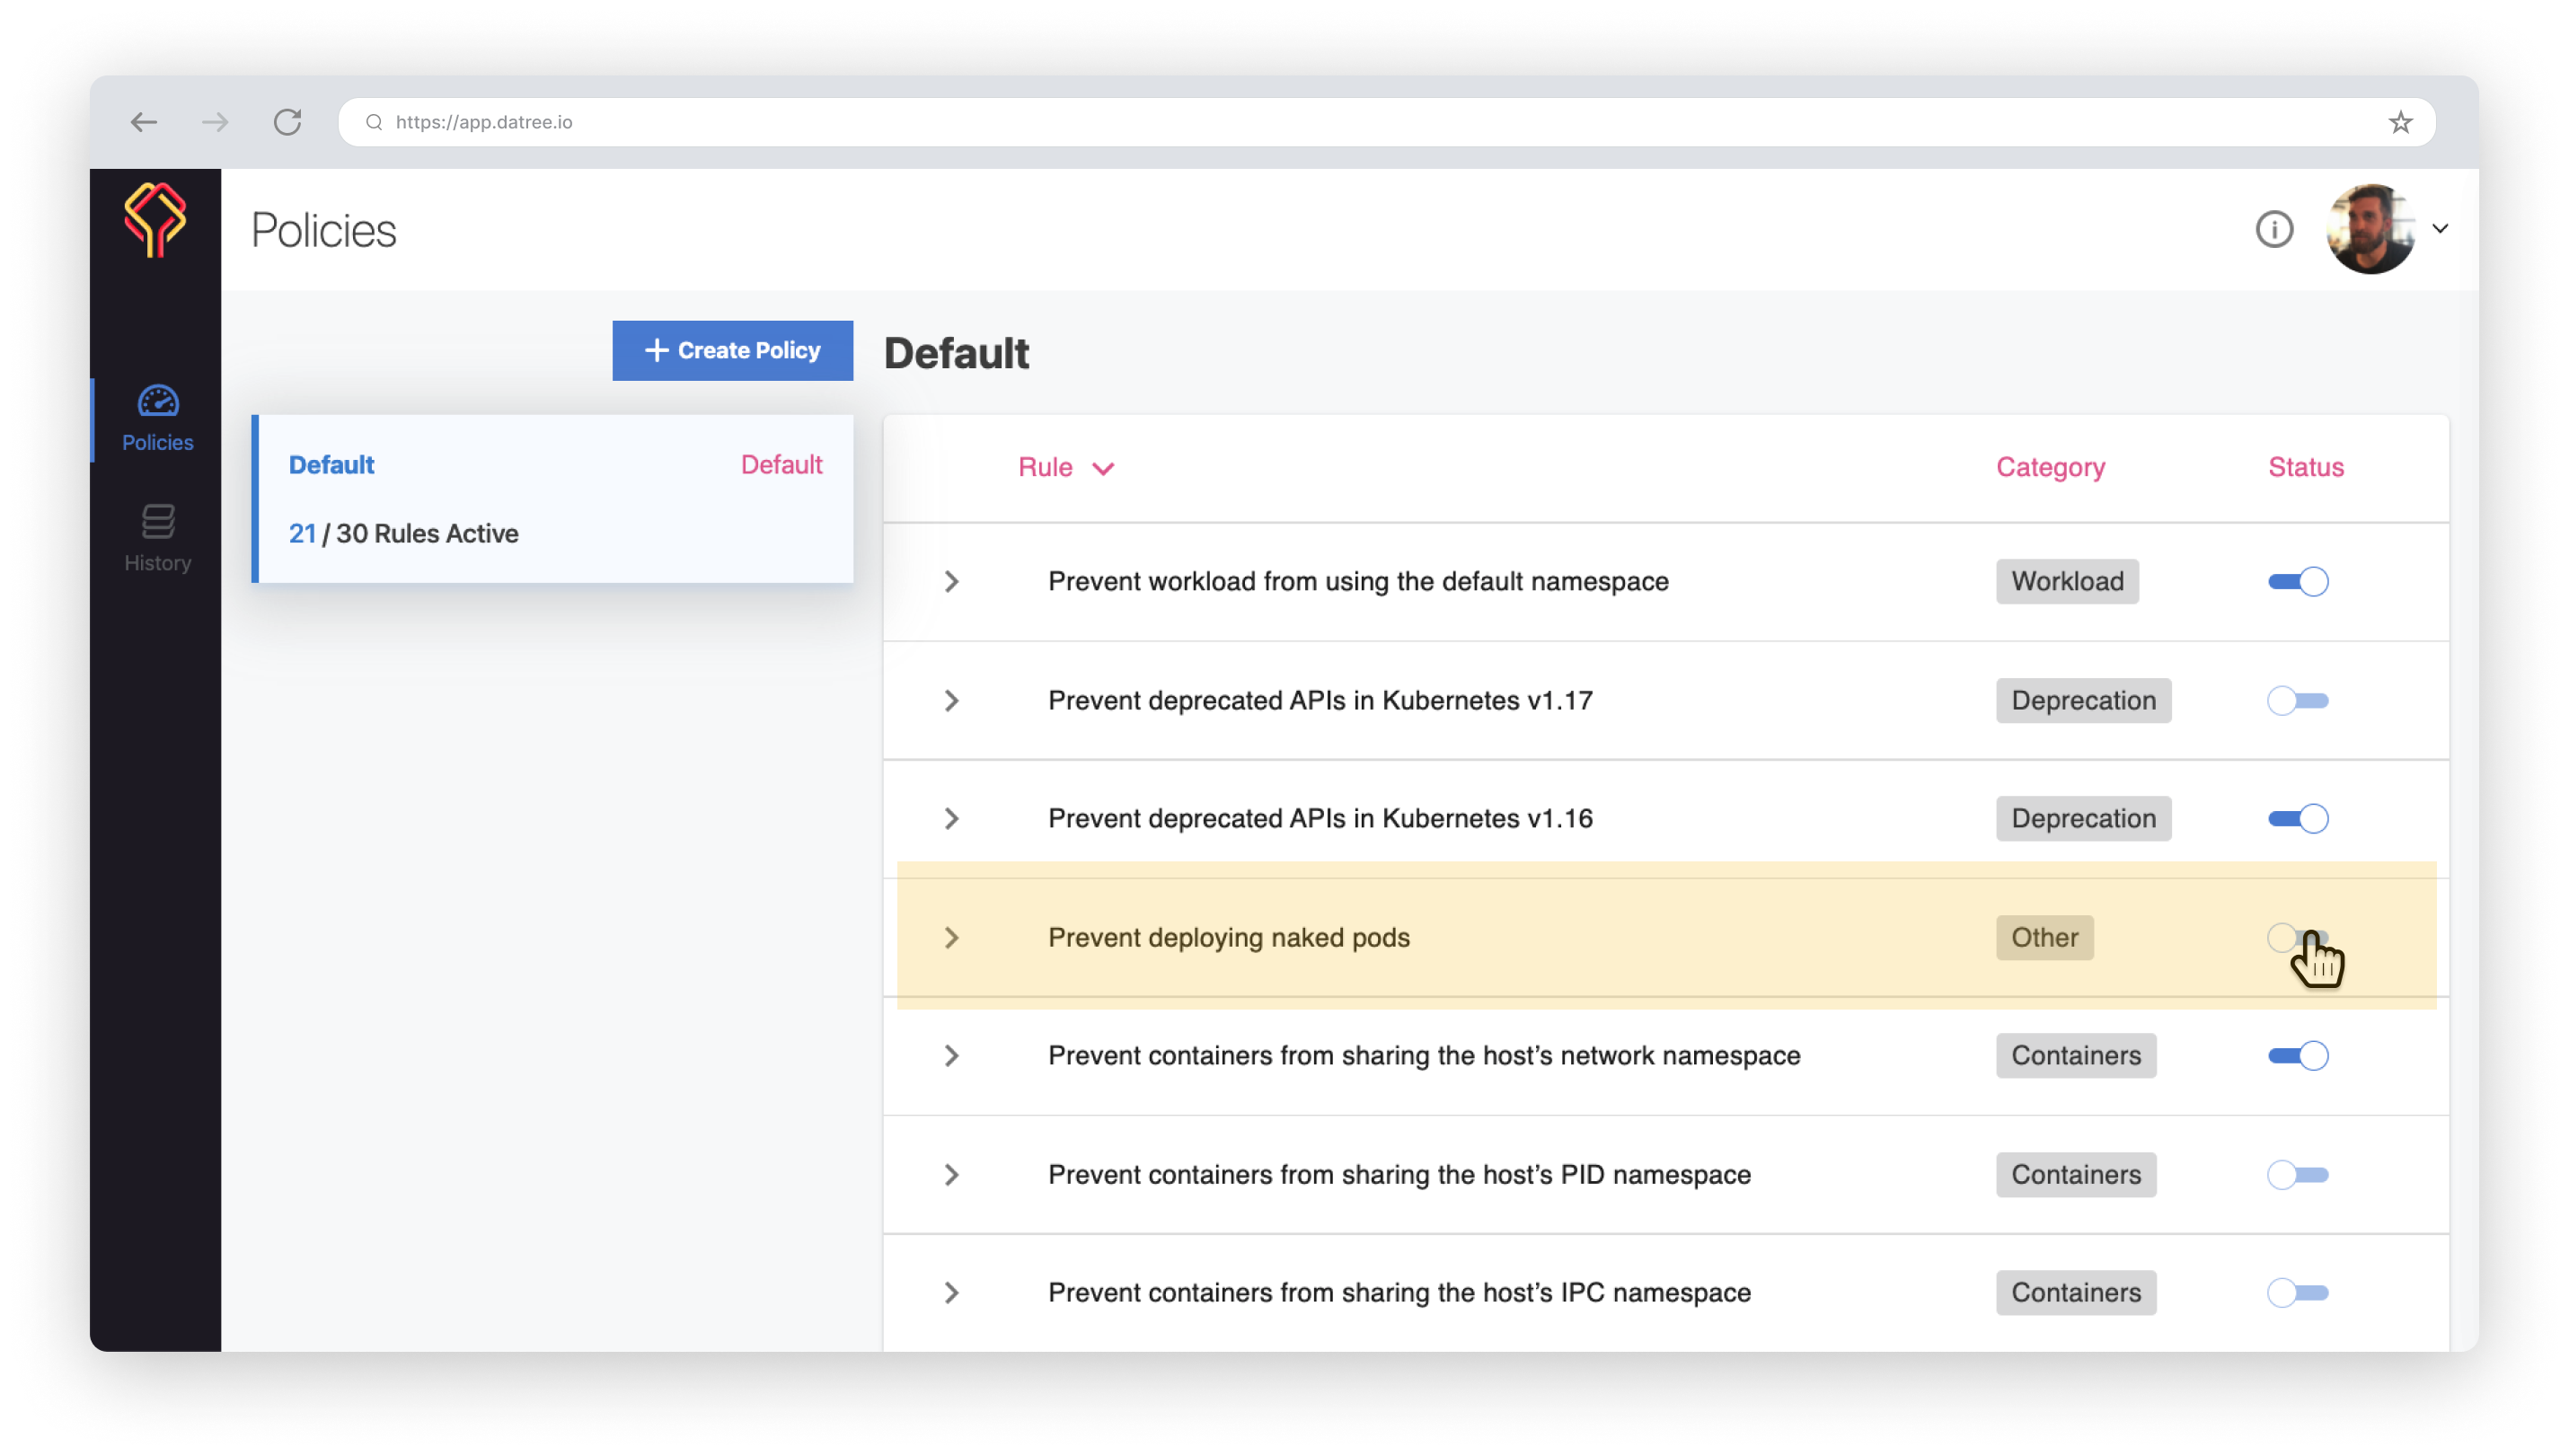 https://app.datree.io
Policies
Policies
History
+ Create Policy
Default Default
21 / 30 Rules Active
Default
Rule Category Status
Prevent workload from using the default namespace Workload
Prevent deprecated APIs in Kubernetes v1.17 Deprecation
Prevent deprecated APIs in Kubernetes v1.16 Deprecation
Prevent deploying naked pods Other
Prevent containers from sharing the host’s network namespace Containers
Prevent containers from sharing the host’s PID namespace Containers
Prevent containers from sharing the host’s IPC namespace Containers